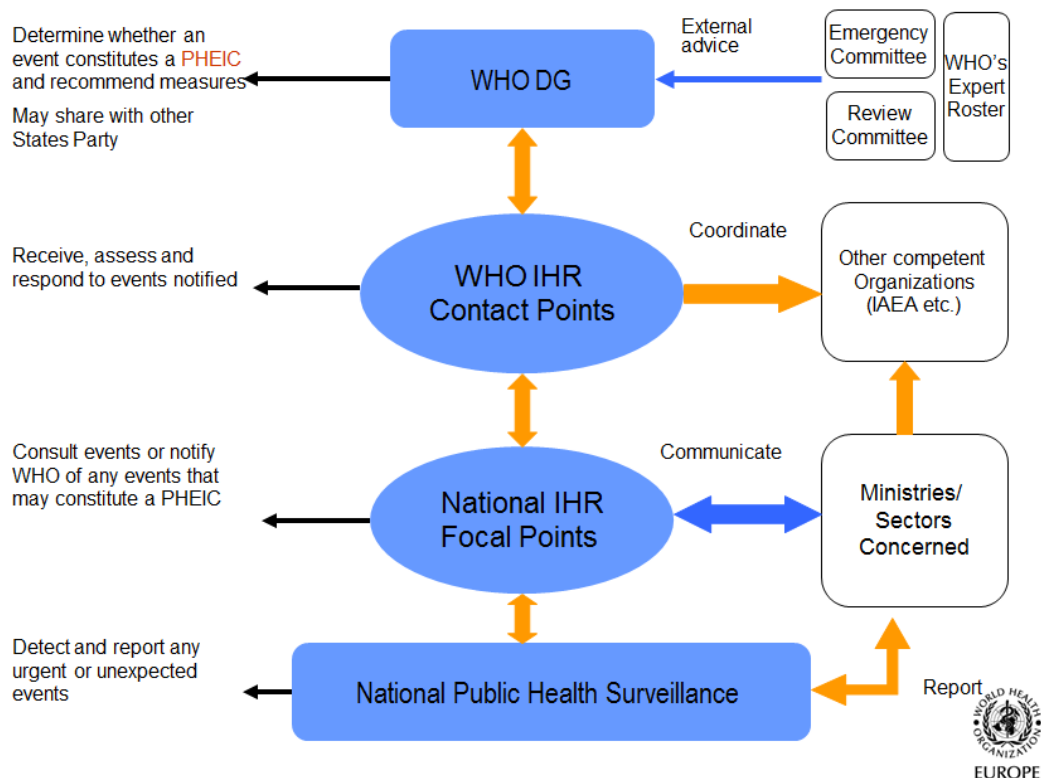 Determine whether an
event constitutes a PHEIC
and recommend measures
May share with other
States Party
WHO DG
External
advice
Emergency
Committee
Review
Committee
WHO's
Expert
Roster
Receive, assess and
respond to events notified
WHO IHR
Contact Points
Coordinate
Other competent
Organizations
(IAEA etc.)
Consult events or notify
WHO of any events that
may constitute a PHEIC
National IHR
Focal Points
Communicate
Ministries/
Sectors
Concerned
Detect and report any
urgent or unexpected
events
National Public Health Surveillance
Report
WORLD HEALTH
ORGANIZATION
EUROPE